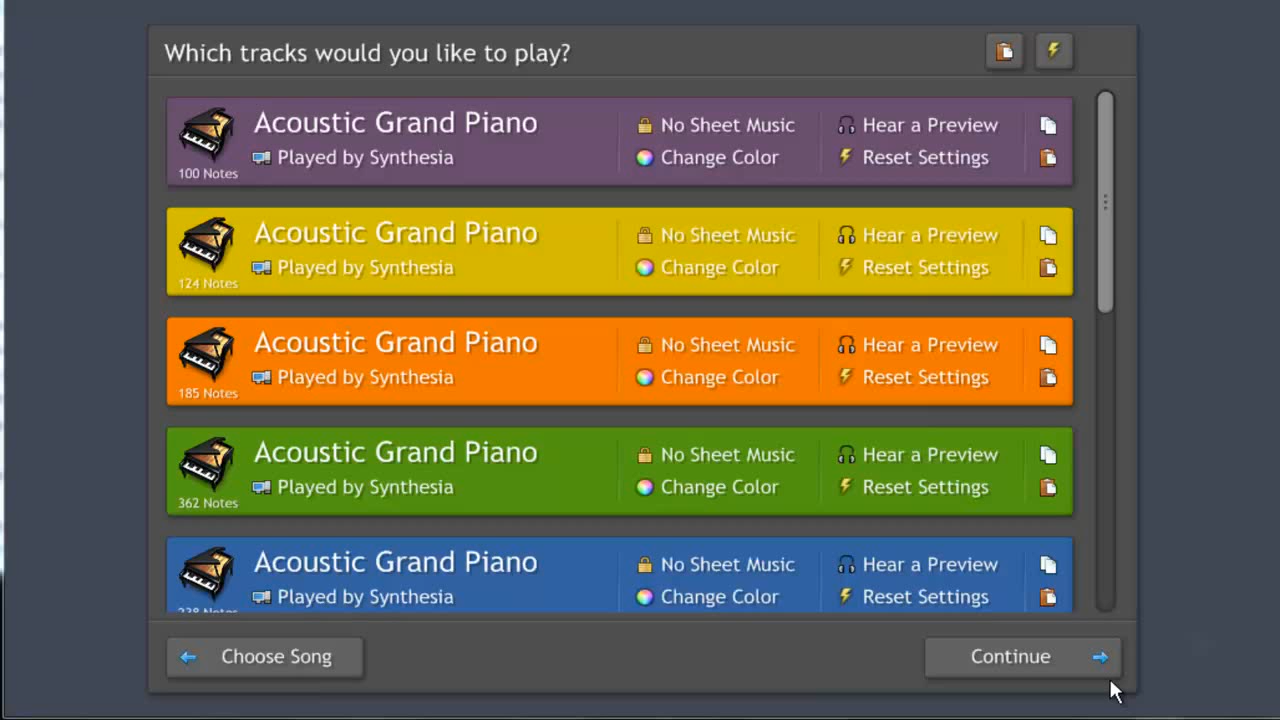 Which tracks would you like to play?
Acoustic Grand Piano No Sheet Music Hear a Preview
Played by Synthesia Change Color Reset Settings
100 Notes
Acoustic Grand Piano No Sheet Music Hear a Preview
Played by Synthesia Change Color Reset Settings
124 Notes
Acoustic Grand Piano No Sheet Music Hear a Preview
Played by Synthesia Change Color Reset Settings
185 Notes
Acoustic Grand Piano No Sheet Music Hear a Preview
Played by Synthesia Change Color Reset Settings
362 Notes
Acoustic Grand Piano No Sheet Music Hear a Preview
Played by Synthesia Change Color Reset Settings
Notes
Choose Song Continue